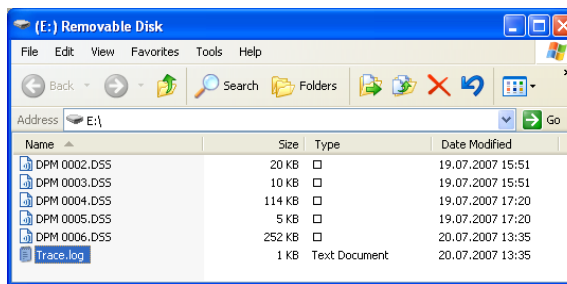 (E:) Removable Disk
File Edit View Favorites Tools Help
Back Search Folders
Address E:\ Go
Name Size Type Date Modified
DPM 0002.DSS 20 KB 19.07.2007 15:51
DPM 0003.DSS 10 KB 19.07.2007 15:51
DPM 0004.DSS 114 KB 19.07.2007 17:20
DPM 0005.DSS 5 KB 19.07.2007 17:20
DPM 0006.DSS 252 KB 20.07.2007 13:35
Trace.log 1 KB Text Document 20.07.2007 13:35